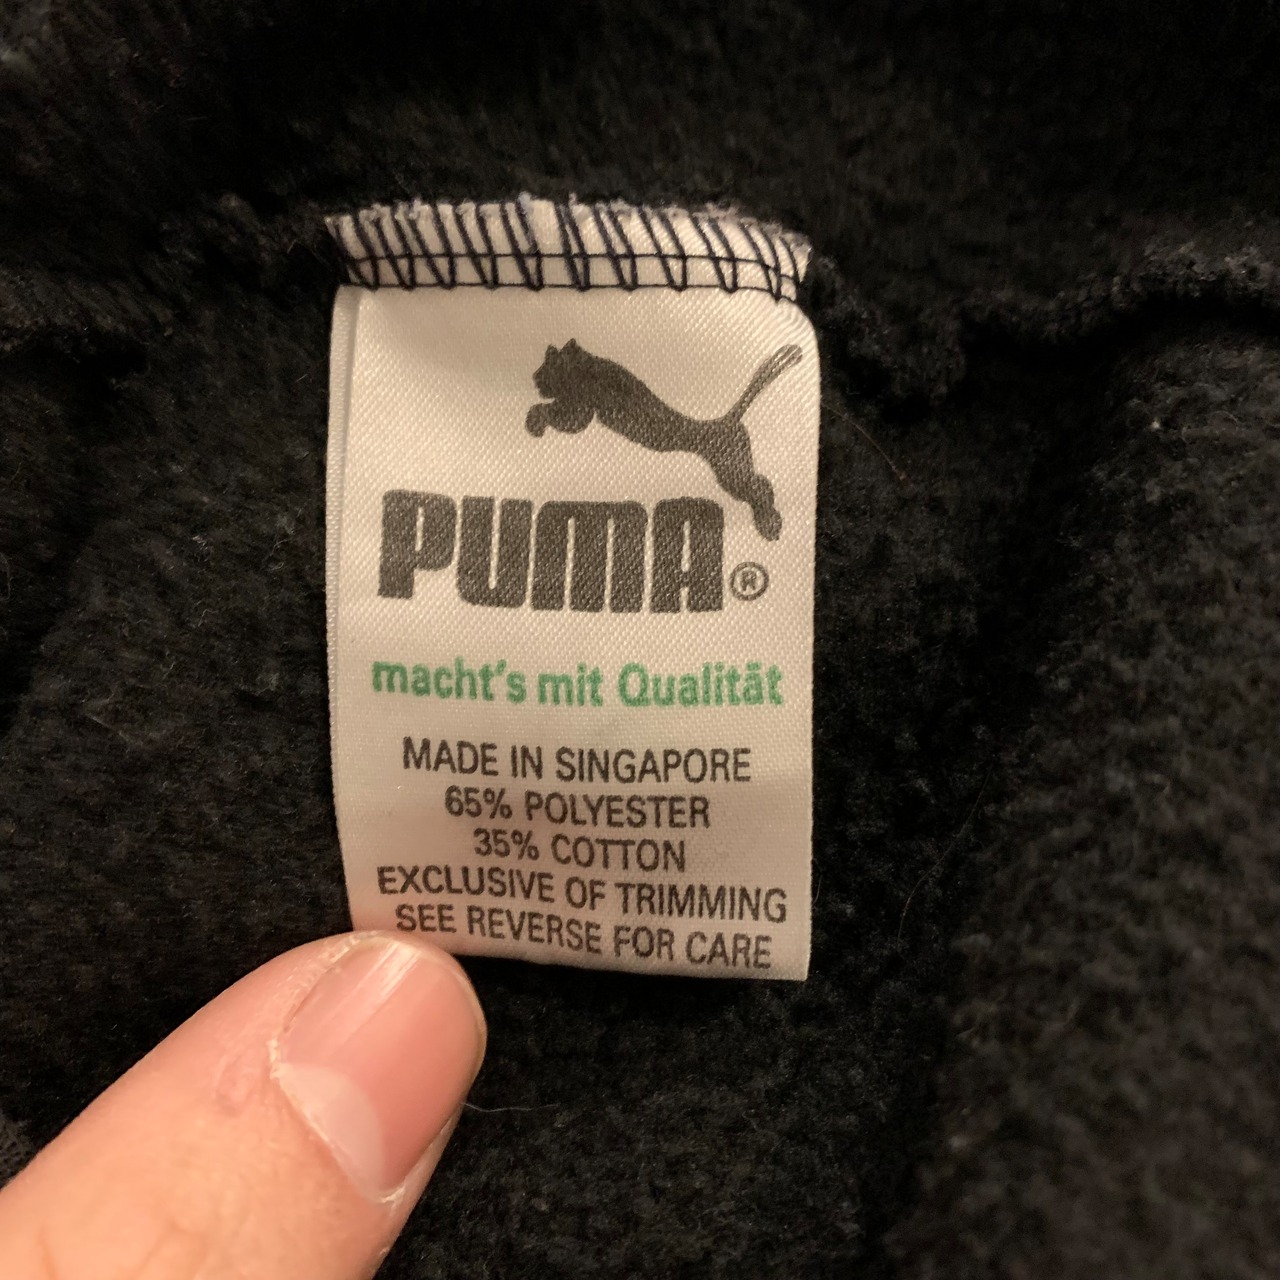 PUMA®
macht's mit Qualität
MADE IN SINGAPORE
65% POLYESTER
35% COTTON
EXCLUSIVE OF TRIMMING
SEE REVERSE FOR CARE